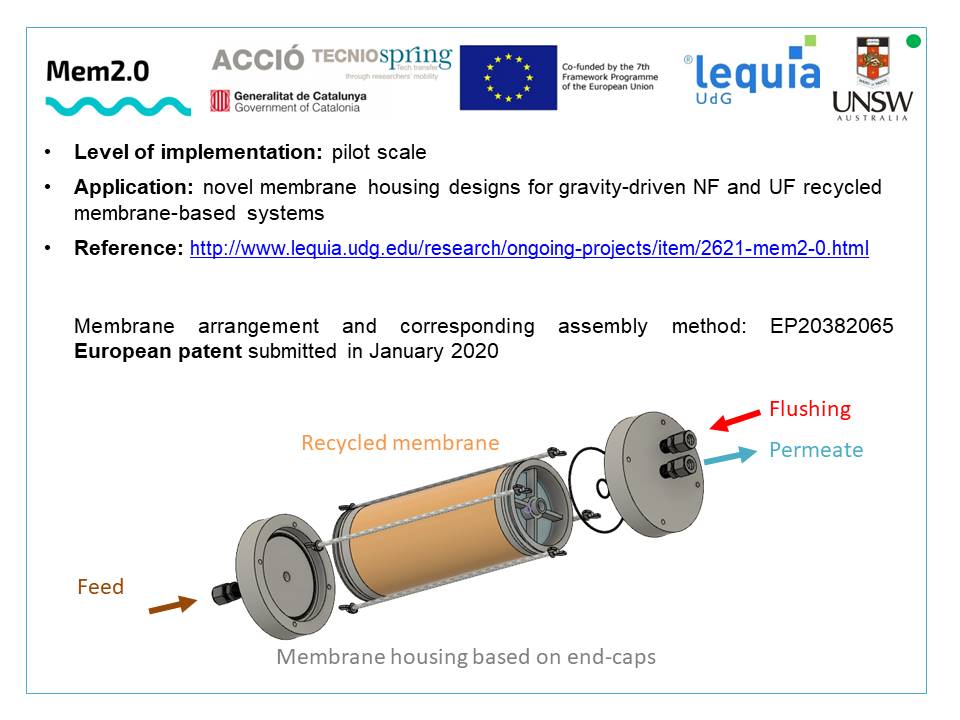 Mem2.0
ACCIÓ TECNIOspring
Tech transfer
through researchers' mobility
Generalitat de Catalunya
Government of Catalonia
Co-funded by the 7th
Framework Programme
of the European Union
® lequia
UdG
UNSW
AUSTRALIA
• Level of implementation: pilot scale
• Application: novel membrane housing designs for gravity-driven NF and UF recycled
membrane-based systems
• Reference: http://www.lequia.udg.edu/research/ongoing-projects/item/2621-mem2-0.html
Membrane arrangement and corresponding assembly method: EP20382065
European patent submitted in January 2020
Flushing
Recycled membrane
Permeate
Feed
Membrane housing based on end-caps